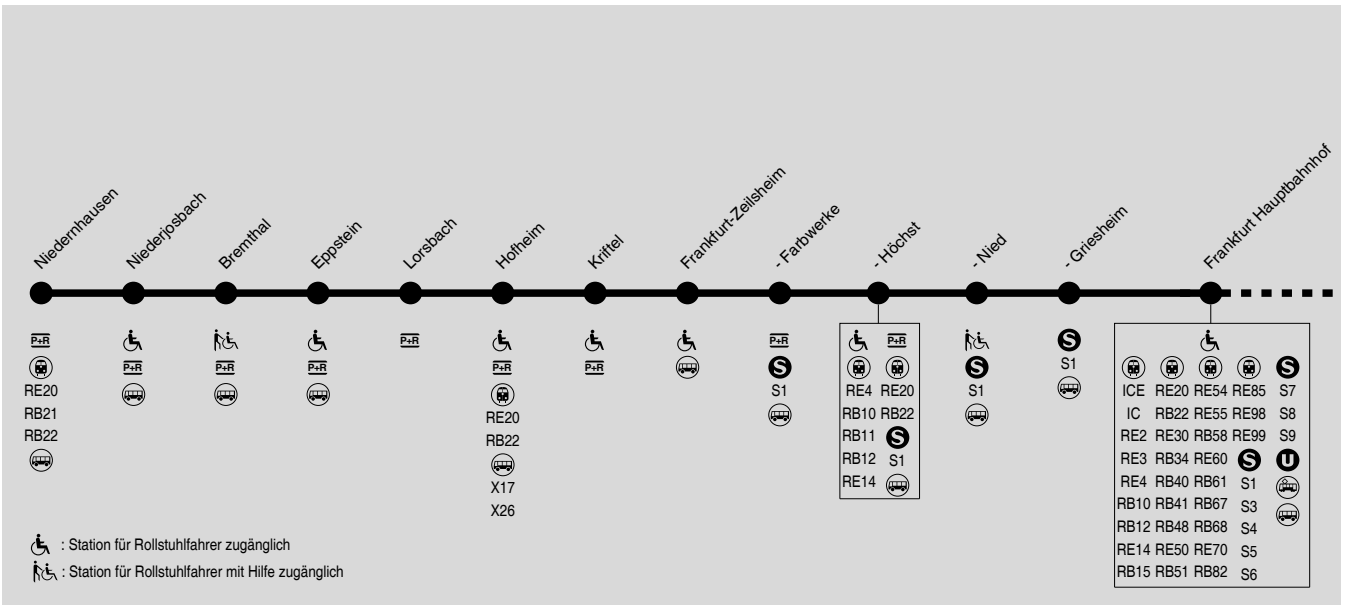 Niedernhausen
Niederjosbach
Bremthal
Eppstein
Lorsbach
Hofheim
Kriftel
Frankfurt-Zeilsheim
- Farbwerke
- Höchst
- Nied
- Griesheim
Frankfurt Hauptbahnhof
P+R
RE20
RB21
RB22
P+R
P+R
P+R
P+R
P+R
RE20
RB22
X17
X26
P+R
P+R
S
S1
P+R
RE4 RE20
RB10 RB22
RB11 S
RB12 S1
RE14
S
S1
S
S1
S
ICE RE20 RE54 RE85 S7
IC RB22 RE55 RE98 S8
RE2 RE30 RB58 RE99 S9
RE3 RB34 RE60 S U
RE4 RB40 RB61 S1
RB10 RB41 RB67 S3
RB12 RB48 RB68 S4
RE14 RE50 RE70 S5
RB15 RB51 RB82 S6
: Station für Rollstuhlfahrer zugänglich
: Station für Rollstuhlfahrer mit Hilfe zugänglich